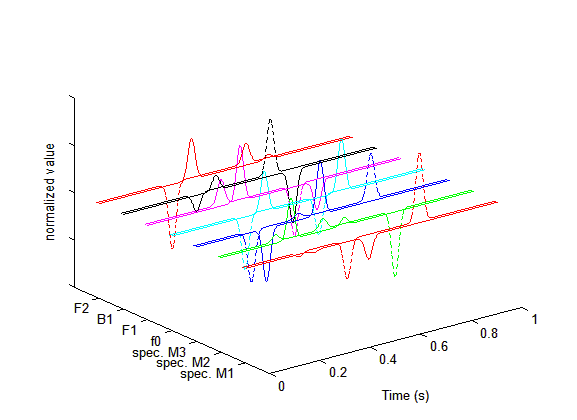 normalized value
F2
B1
F1
f0
spec. M3
spec. M2
spec. M1
0
0.2
0.4
0.6
0.8
1
Time (s)